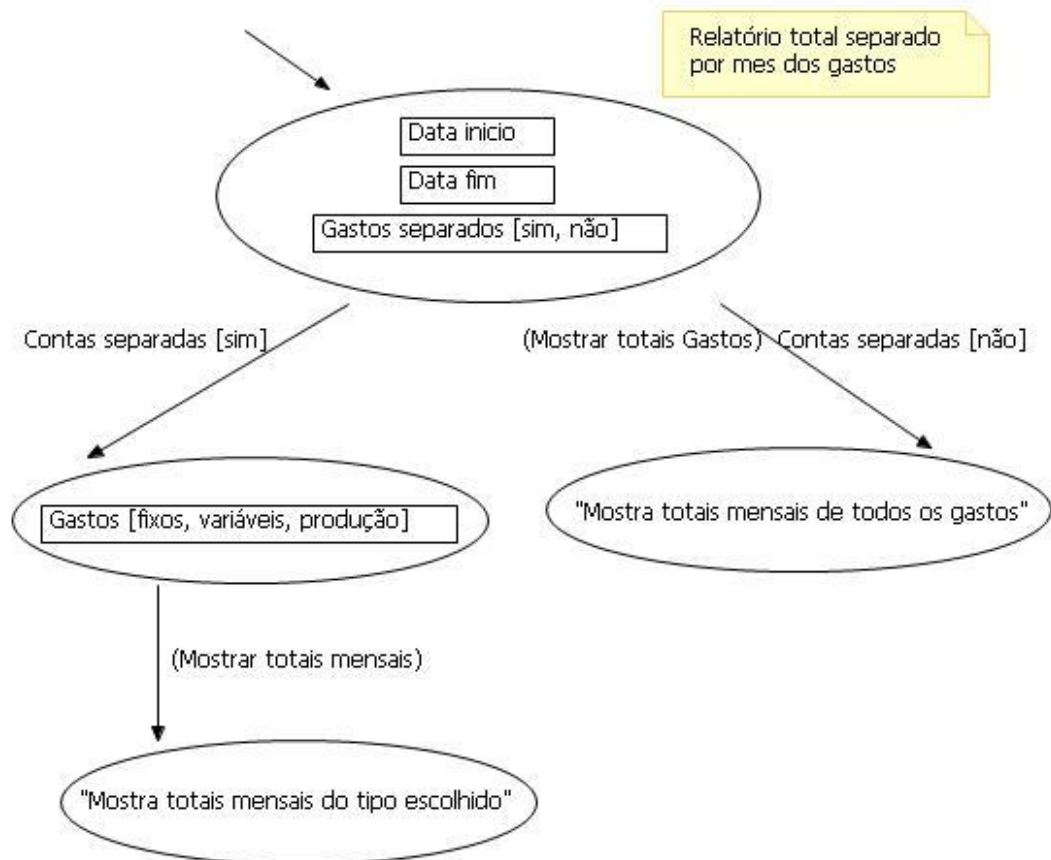 Relatório total separado
por mes dos gastos
Data inicio
Data fim
Gastos separados [sim, não]
Contas separadas [sim]
(Mostrar totais Gastos) Contas separadas [não]
Gastos [fixos, variáveis, produção]
"Mostra totais mensais de todos os gastos"
(Mostrar totais mensais)
"Mostra totais mensais do tipo escolhido"